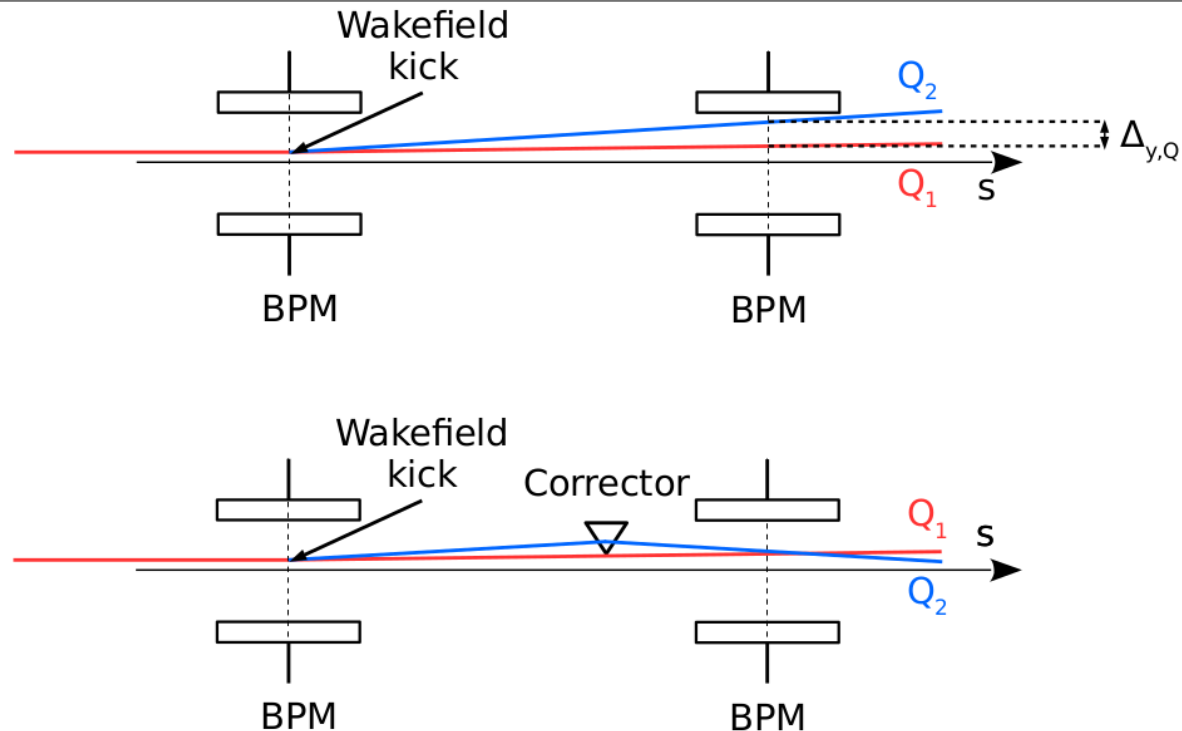 Wakefield
kick
Q2
Δy,Q
Q1
s
BPM
BPM
Wakefield
kick
Corrector
Q1
s
Q2
BPM
BPM